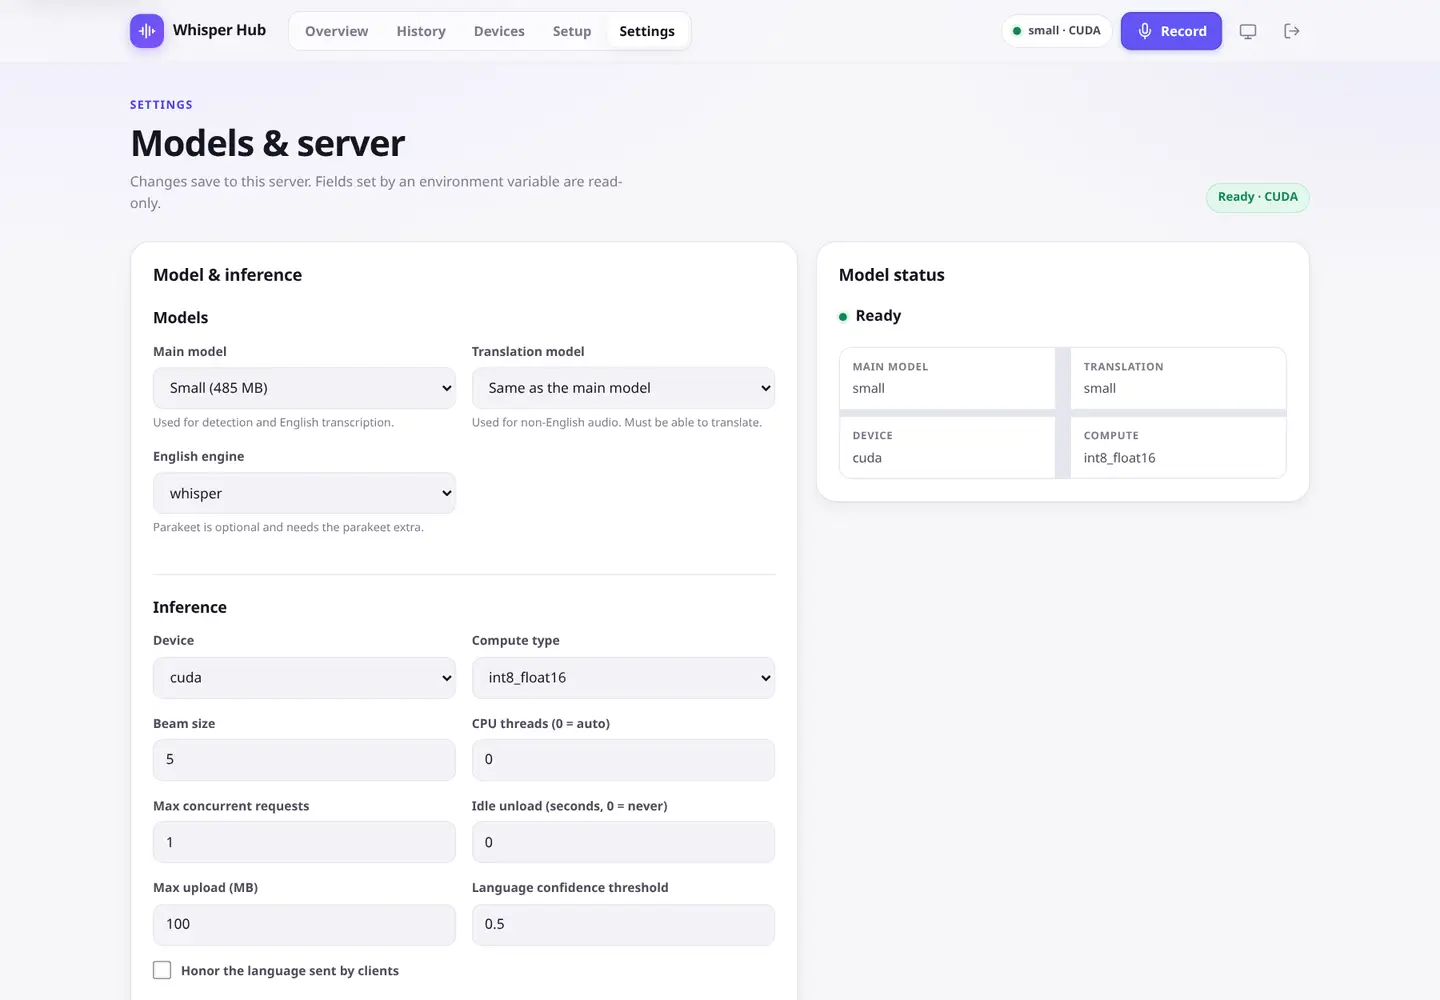 Whisper Hub
Overview
History
Devices
Setup
Settings
small · CUDA
Record
SETTINGS
Models & server
Changes save to this server. Fields set by an environment variable are read-
only.
Ready · CUDA
Model & inference
Models
Main model
Small (485 MB)
Used for detection and English transcription.
Translation model
Same as the main model
Used for non-English audio. Must be able to translate.
English engine
whisper
Parakeet is optional and needs the parakeet extra.
Inference
Device
cuda
Compute type
int8_float16
Beam size
5
CPU threads (0 = auto)
0
Max concurrent requests
1
Idle unload (seconds, 0 = never)
0
Max upload (MB)
100
Language confidence threshold
0.5
Honor the language sent by clients
Model status
Ready
MAIN MODEL
small
TRANSLATION
small
DEVICE
cuda
COMPUTE
int8_float16